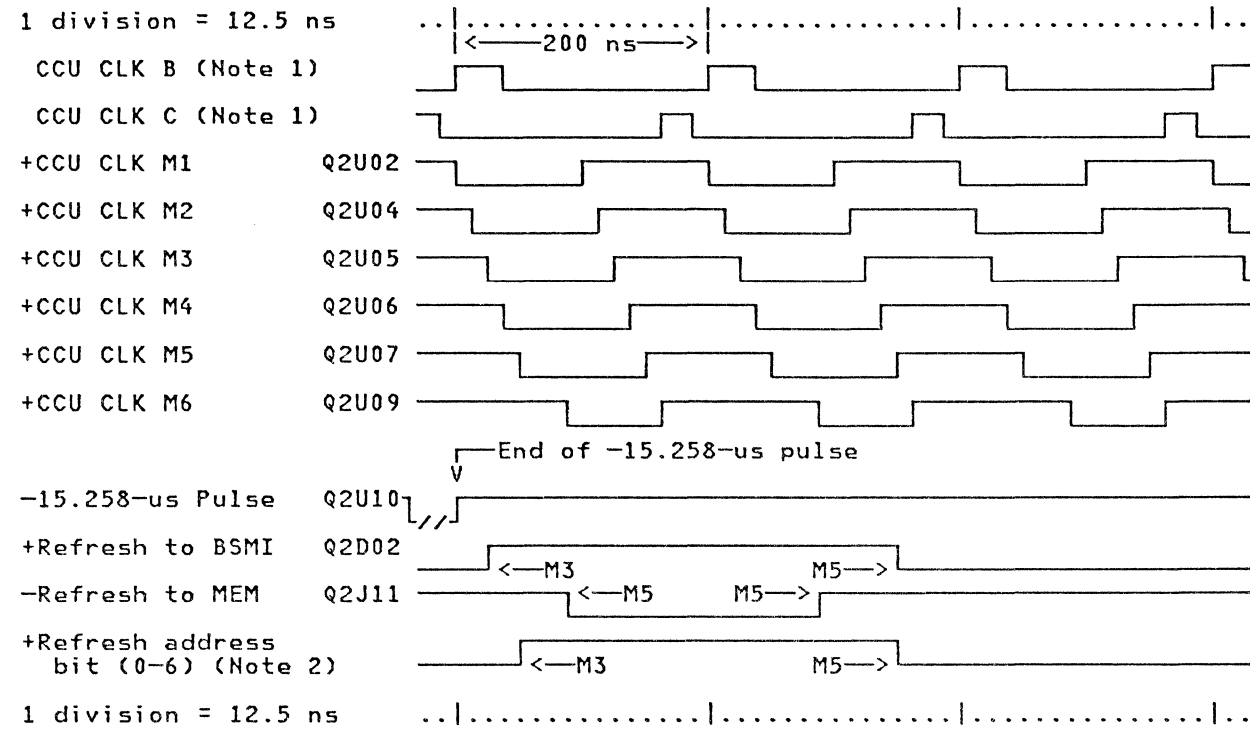 1 division = 12.5 ns
<——200 ns——>
CCU CLK B (Note 1)
CCU CLK C (Note 1)
+CCU CLK M1 Q2U02
+CCU CLK M2 Q2U04
+CCU CLK M3 Q2U05
+CCU CLK M4 Q2U06
+CCU CLK M5 Q2U07
+CCU CLK M6 Q2U09
End of -15.258-us pulse
-15.258-us Pulse Q2U10
+Refresh to BSMI Q2D02
<—M3 M5—>
-Refresh to MEM Q2J11 <—M5 M5—>
+Refresh address
bit (0-6) (Note 2) <—M3 M5—>
1 division = 12.5 ns